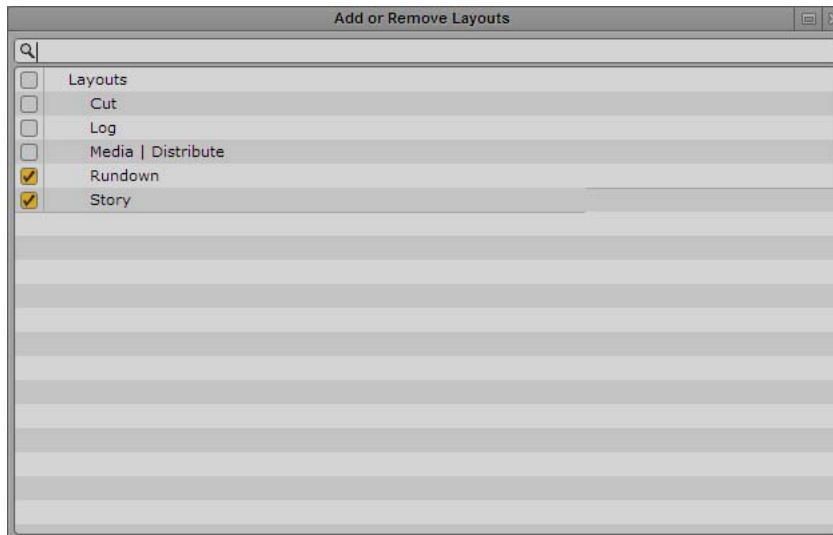 Add or Remove Layouts
Layouts
Cut
Log
Media | Distribute
Rundown
Story